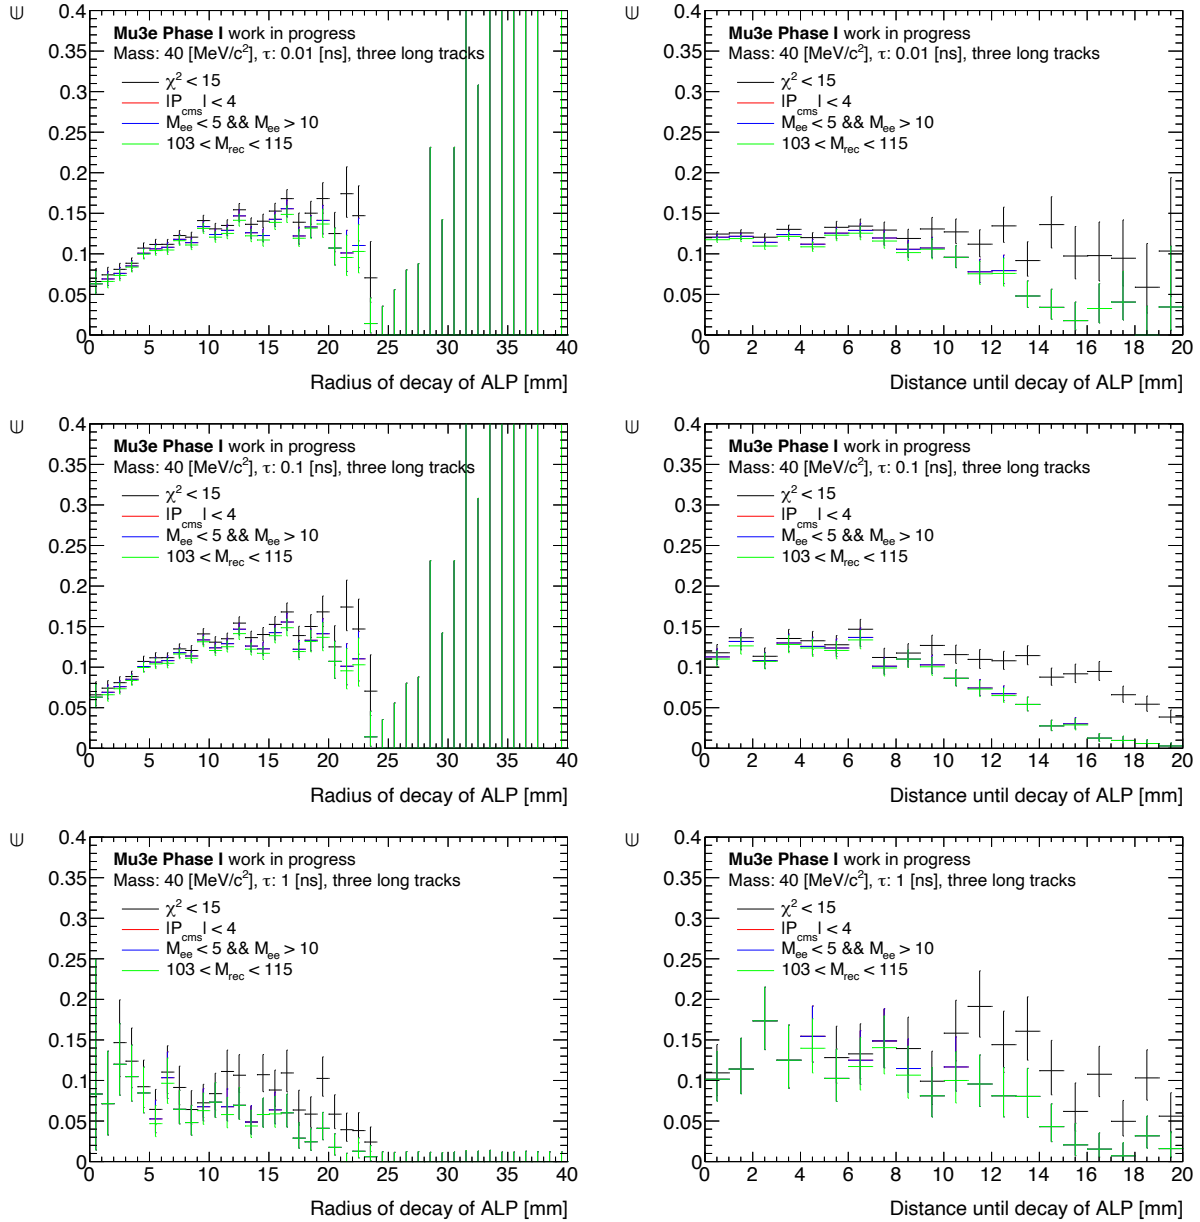 Mu3e Phase I work in progress
Mass: 40 [MeV/c²], τ: 0.01 [ns], three long tracks
χ² < 15
|P_cms| < 4
M_ee < 5 && M_ee > 10
103 < M_rec < 115
∈
0.4
0.35
0.3
0.25
0.2
0.15
0.1
0.05
0
0 5 10 15 20 25 30 35 40
Radius of decay of ALP [mm]
Mu3e Phase I work in progress
Mass: 40 [MeV/c²], τ: 0.01 [ns], three long tracks
χ² < 15
|P_cms| < 4
M_ee < 5 && M_ee > 10
103 < M_rec < 115
∈
0.4
0.35
0.3
0.25
0.2
0.15
0.1
0.05
0
0 2 4 6 8 10 12 14 16 18 20
Distance until decay of ALP [mm]
Mu3e Phase I work in progress
Mass: 40 [MeV/c²], τ: 0.1 [ns], three long tracks
χ² < 15
|P_cms| < 4
M_ee < 5 && M_ee > 10
103 < M_rec < 115
∈
0.4
0.35
0.3
0.25
0.2
0.15
0.1
0.05
0
0 5 10 15 20 25 30 35 40
Radius of decay of ALP [mm]
Mu3e Phase I work in progress
Mass: 40 [MeV/c²], τ: 0.1 [ns], three long tracks
χ² < 15
|P_cms| < 4
M_ee < 5 && M_ee > 10
103 < M_rec < 115
∈
0.4
0.35
0.3
0.25
0.2
0.15
0.1
0.05
0
0 2 4 6 8 10 12 14 16 18 20
Distance until decay of ALP [mm]
Mu3e Phase I work in progress
Mass: 40 [MeV/c²], τ: 1 [ns], three long tracks
χ² < 15
|P_cms| < 4
M_ee < 5 && M_ee > 10
103 < M_rec < 115
∈
0.4
0.35
0.3
0.25
0.2
0.15
0.1
0.05
0
0 5 10 15 20 25 30 35 40
Radius of decay of ALP [mm]
Mu3e Phase I work in progress
Mass: 40 [MeV/c²], τ: 1 [ns], three long tracks
χ² < 15
|P_cms| < 4
M_ee < 5 && M_ee > 10
103 < M_rec < 115
∈
0.4
0.35
0.3
0.25
0.2
0.15
0.1
0.05
0
0 2 4 6 8 10 12 14 16 18 20
Distance until decay of ALP [mm]